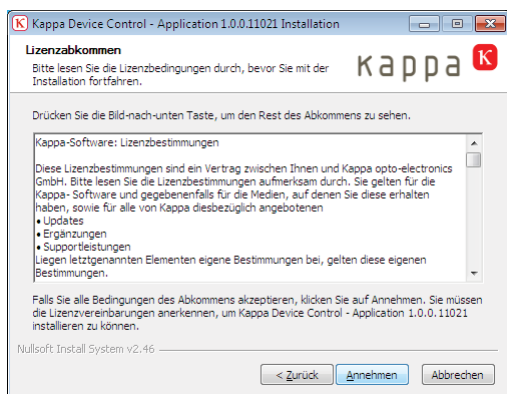 Kappa Device Control - Application 1.0.0.11021 Installation
Lizenzabkommen
Bitte lesen Sie die Lizenzbedingungen durch, bevor Sie mit der
Installation fortfahren.
kappa K
Drücken Sie die Bild-nach-unten Taste, um den Rest des Abkommens zu sehen.
Kappa-Software: Lizenzbestimmungen
Diese Lizenzbestimmungen sind ein Vertrag zwischen Ihnen und Kappa opto-electronics
GmbH. Bitte lesen Sie die Lizenzbestimmungen aufmerksam durch. Sie gelten für die
Kappa- Software und gegebenenfalls für die Medien, auf denen Sie diese erhalten
haben, sowie für alle von Kappa diesbezüglich angebotenen
• Updates
• Ergänzungen
• Supportleistungen
Liegen letztgenannten Elementen eigene Bestimmungen bei, gelten diese eigenen
Bestimmungen.
Falls Sie alle Bedingungen des Abkommens akzeptieren, klicken Sie auf Annehmen. Sie müssen
die Lizenzvereinbarungen anerkennen, um Kappa Device Control - Application 1.0.0.11021
installieren zu können.
Nullsoft Install System v2.46
< Zurück Annehmen Abbrechen